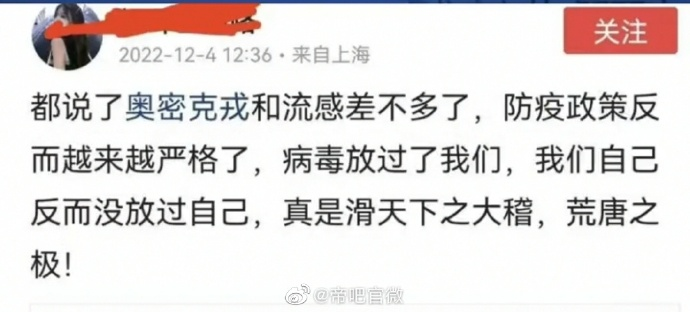 关注
2022-12-4 12:36·来自上海
都说了奥密克戎和流感差不多了，防疫政策反
而越来越严格了，病毒放过了我们，我们自己
反而没放过自己，真是滑天下之大稽，荒唐之
极！
@帝吧官微